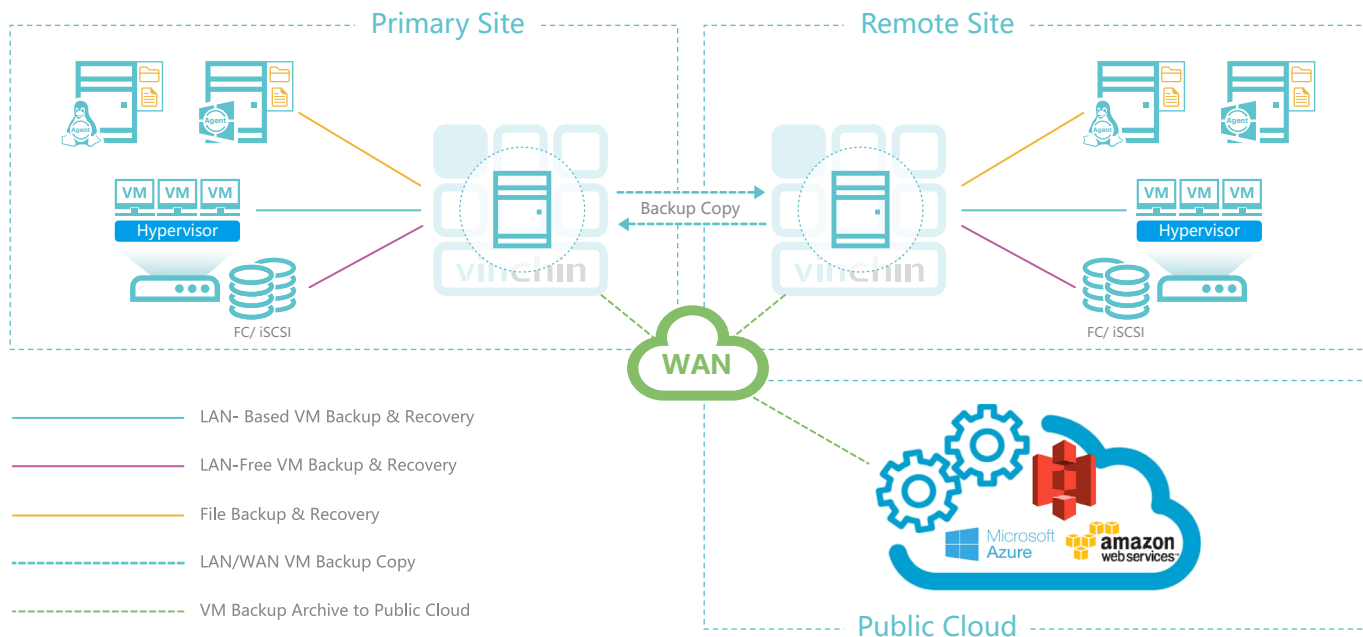 Primary Site
Remote Site
Agent
Agent
Agent
Agent
VM VM VM
Hypervisor
FC/ iSCSI
vinchin
Backup Copy
vinchin
VM VM VM
Hypervisor
FC/ iSCSI
WAN
LAN- Based VM Backup & Recovery
LAN-Free VM Backup & Recovery
File Backup & Recovery
LAN/WAN VM Backup Copy
VM Backup Archive to Public Cloud
Microsoft
Azure
amazon
web services™
Public Cloud